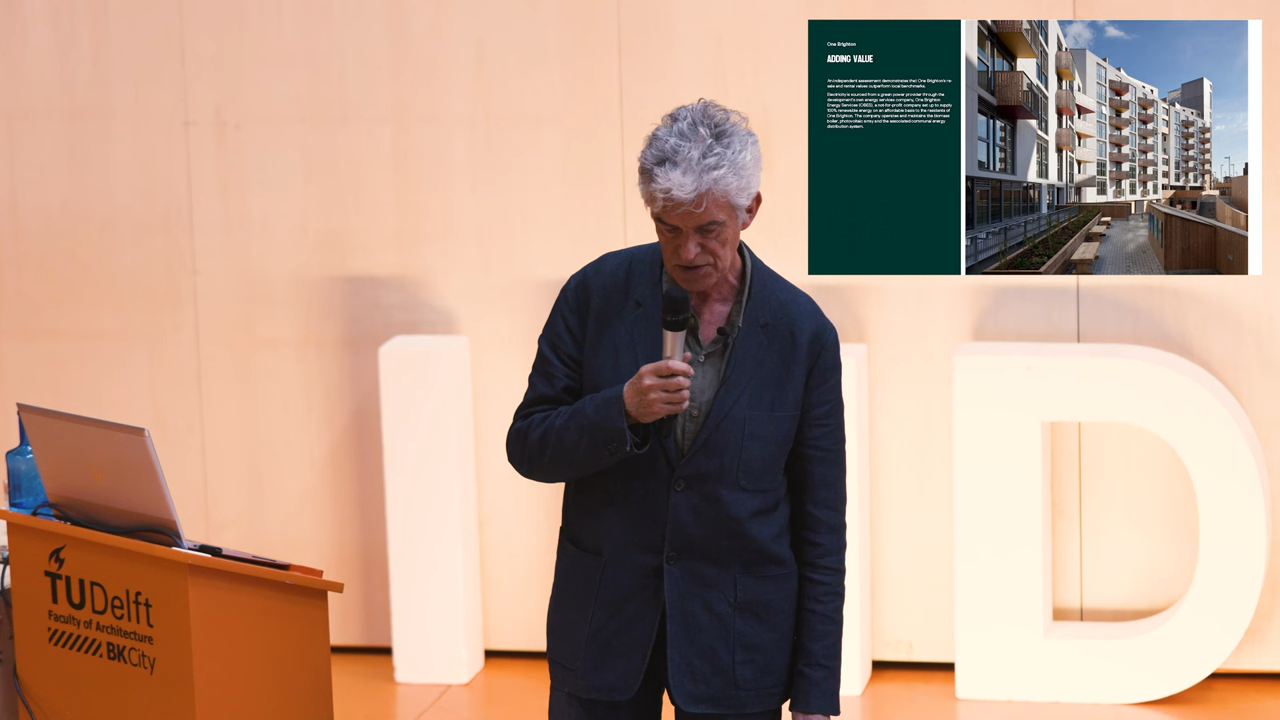 One Brighton
ADDING VALUE
An independent assessment demonstrates that One Brighton's re-
sale and rental values outperform local benchmarks.
Electricity is sourced from a green power provider through the
development's own energy services company, One Brighton
Energy Services (OBES), a not-for-profit company set up to supply
100% renewable energy on an affordable basis to the residents of
One Brighton. The company operates and maintains the biomass
boiler, photovoltaic array and the associated communal energy
distribution system.
I
I
D
TUDelft
Faculty of Architecture
BKCity